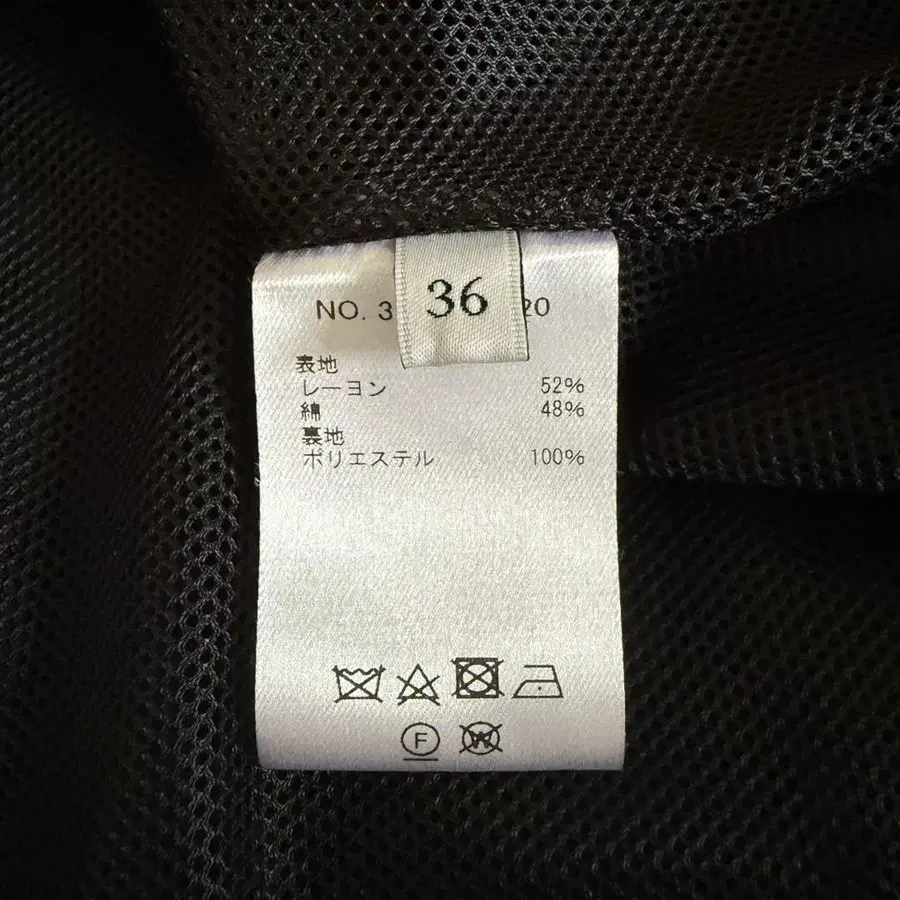 36
NO. 3 20
表地
レーヨン 52%
綿 48%
裏地
ポリエステル 100%
F
W